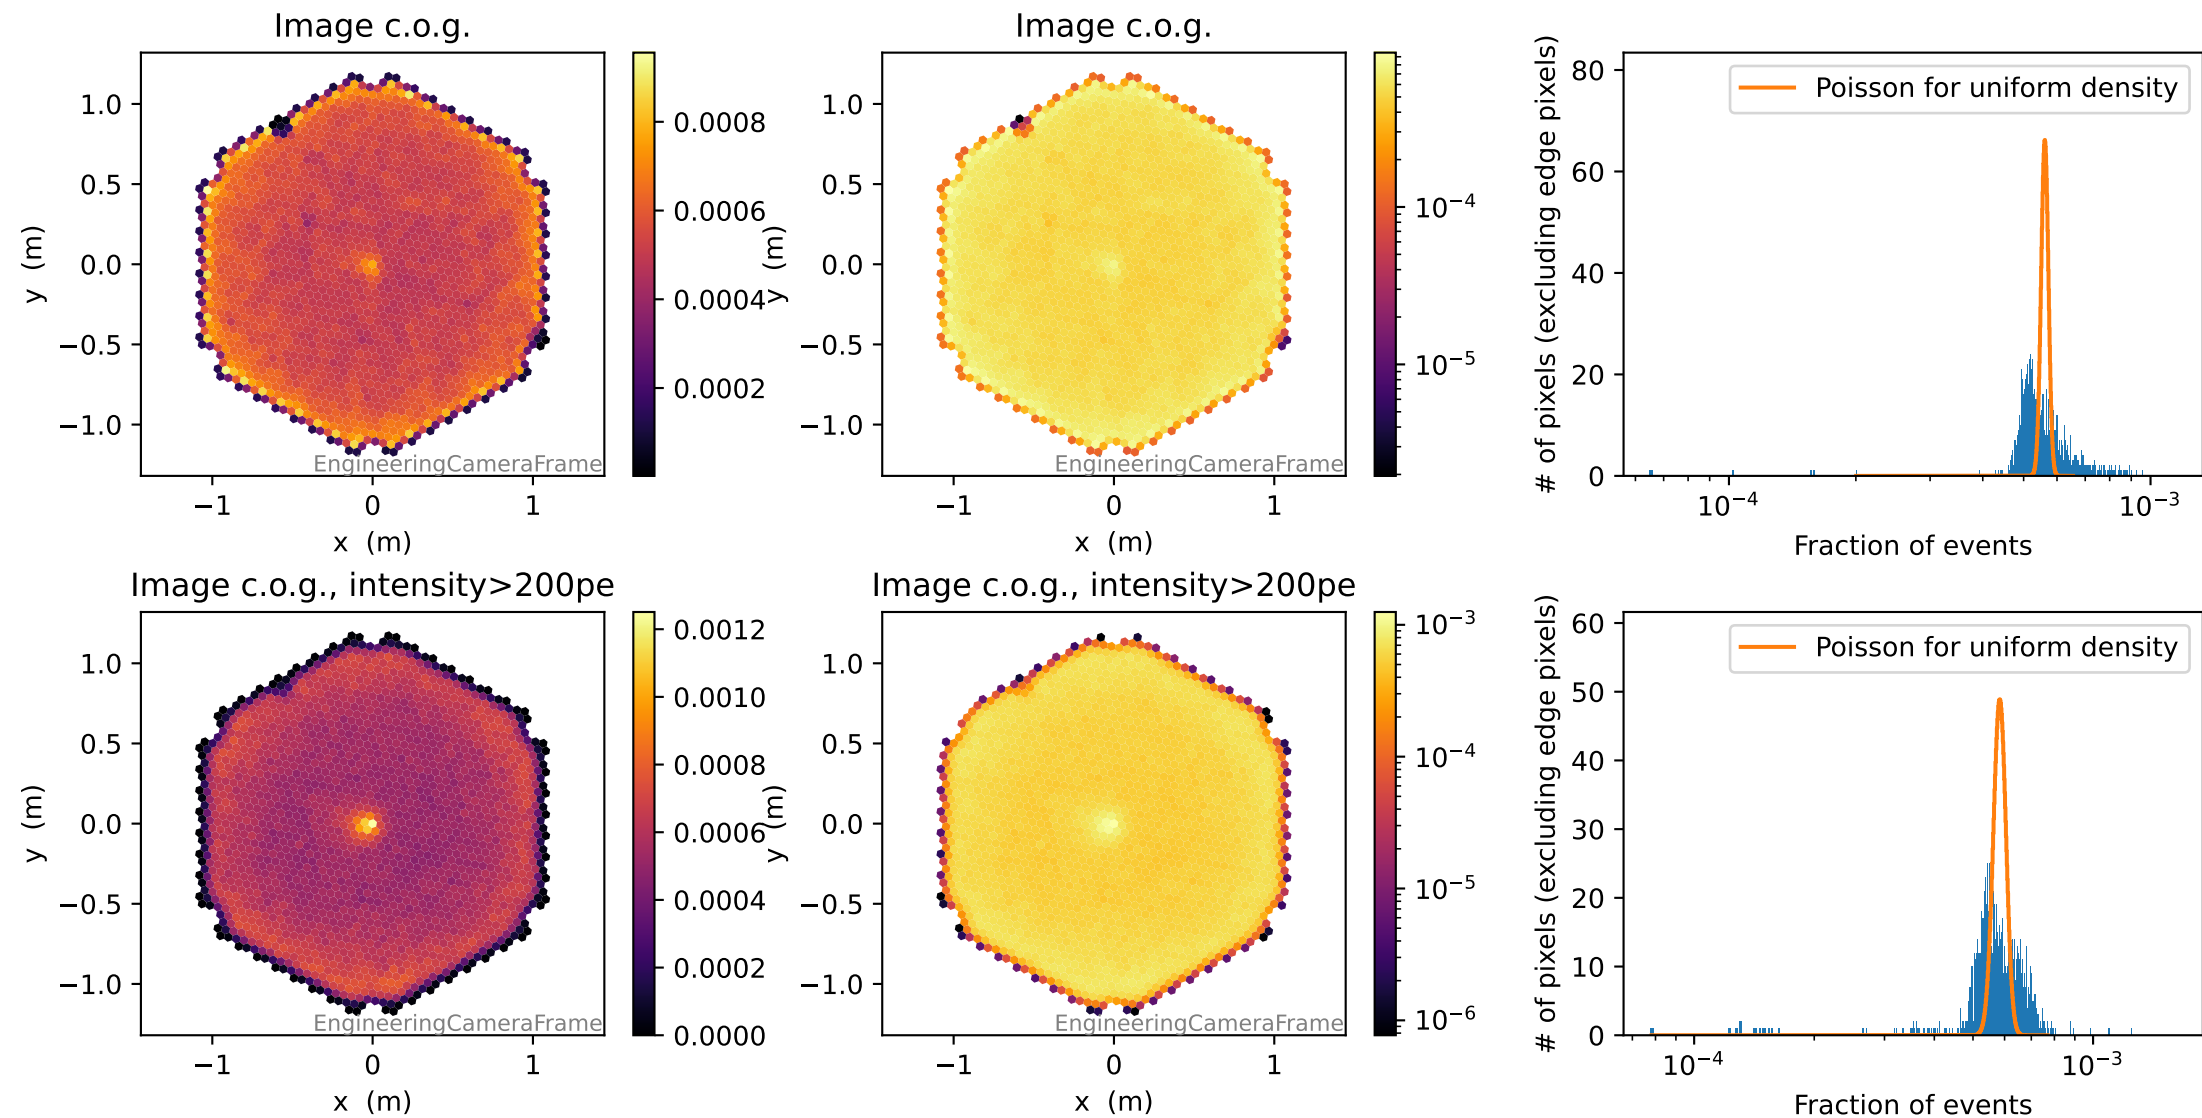 Image c.o.g.
1.0
0.5
0.0
−0.5
−1.0
y (m)
−1
0
1
x (m)
EngineeringCameraFrame
0.0008
0.0006
0.0004
0.0002
Image c.o.g.
1.0
0.5
0.0
−0.5
−1.0
y (m)
−1
0
1
x (m)
EngineeringCameraFrame
10⁻⁴
10⁻⁵
# of pixels (excluding edge pixels)
80
60
40
20
0
Poisson for uniform density
10⁻⁴
10⁻³
Fraction of events
Image c.o.g., intensity>200pe
1.0
0.5
0.0
−0.5
−1.0
y (m)
−1
0
1
x (m)
EngineeringCameraFrame
0.0012
0.0010
0.0008
0.0006
0.0004
0.0002
0.0000
Image c.o.g., intensity>200pe
1.0
0.5
0.0
−0.5
−1.0
y (m)
−1
0
1
x (m)
EngineeringCameraFrame
10⁻³
10⁻⁴
10⁻⁵
10⁻⁶
# of pixels (excluding edge pixels)
60
50
40
30
20
10
0
Poisson for uniform density
10⁻⁴
10⁻³
Fraction of events